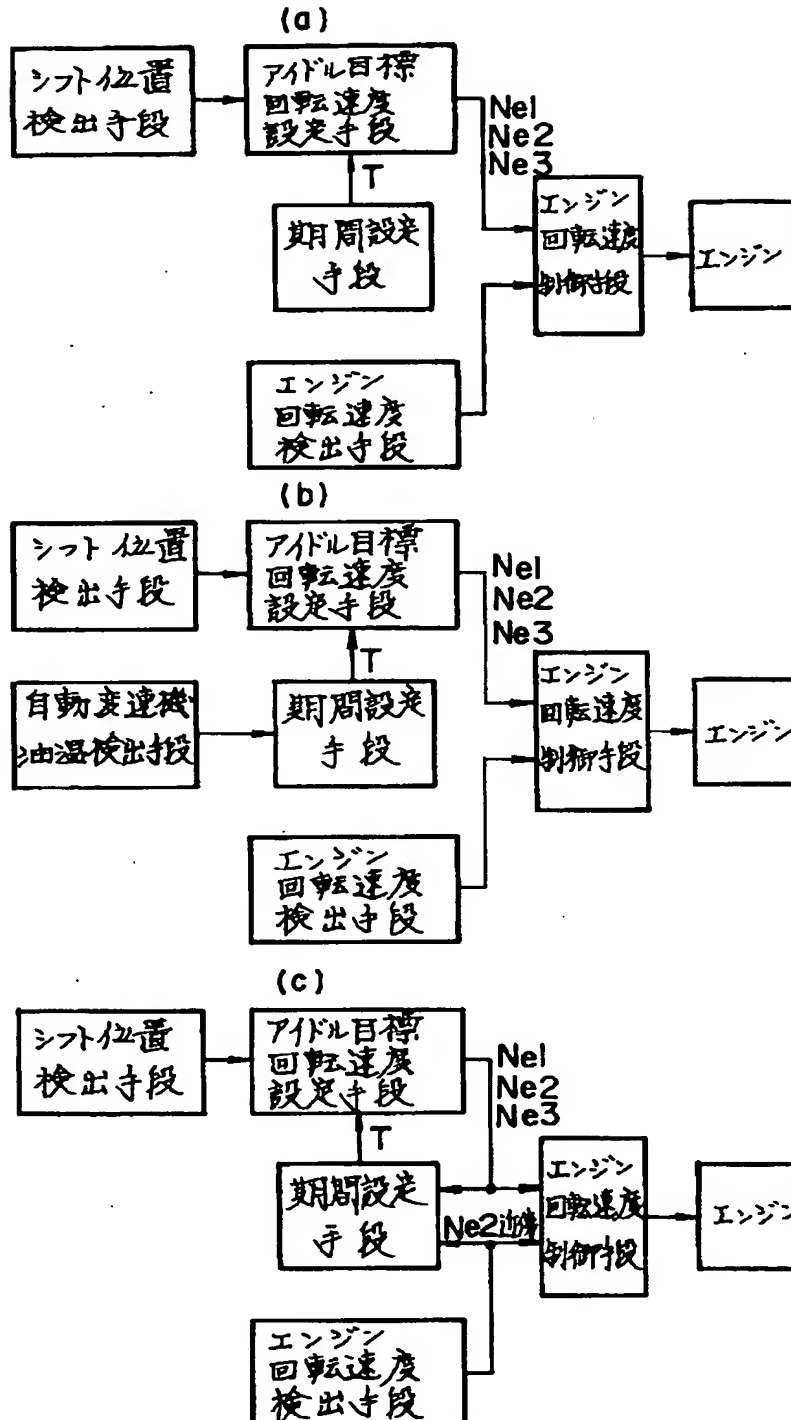 (a)
シフト位置
検出手段
アイドル目標
回転速度
設定手段
Ne1
Ne2
Ne3
T
期間設定
手段
エンジン
回転速度
制御手段
エンジン
エンジン
回転速度
検出手段
(b)
シフト位置
検出手段
アイドル目標
回転速度
設定手段
Ne1
Ne2
Ne3
T
自動変速機
油温検出手段
期間設定
手段
エンジン
回転速度
制御手段
エンジン
エンジン
回転速度
検出手段
(c)
シフト位置
検出手段
アイドル目標
回転速度
設定手段
Ne1
Ne2
Ne3
T
期間設定
手段
Ne2近傍
エンジン
回転速度
制御手段
エンジン
エンジン
回転速度
検出手段